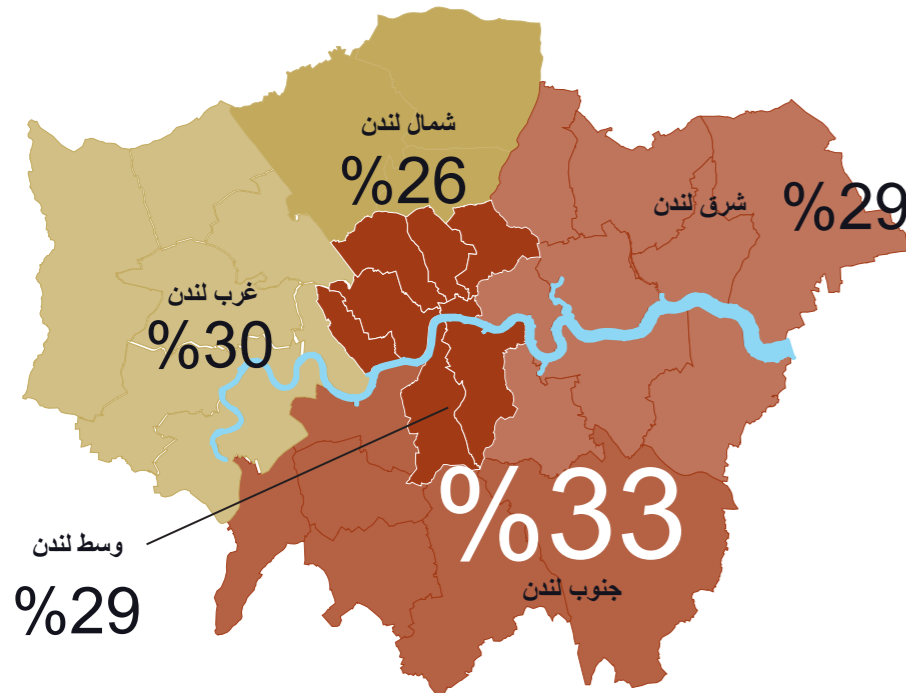 شمال لندن
%26
شرق لندن
%29
غرب لندن
%30
%33
جنوب لندن
وسط لندن
%29